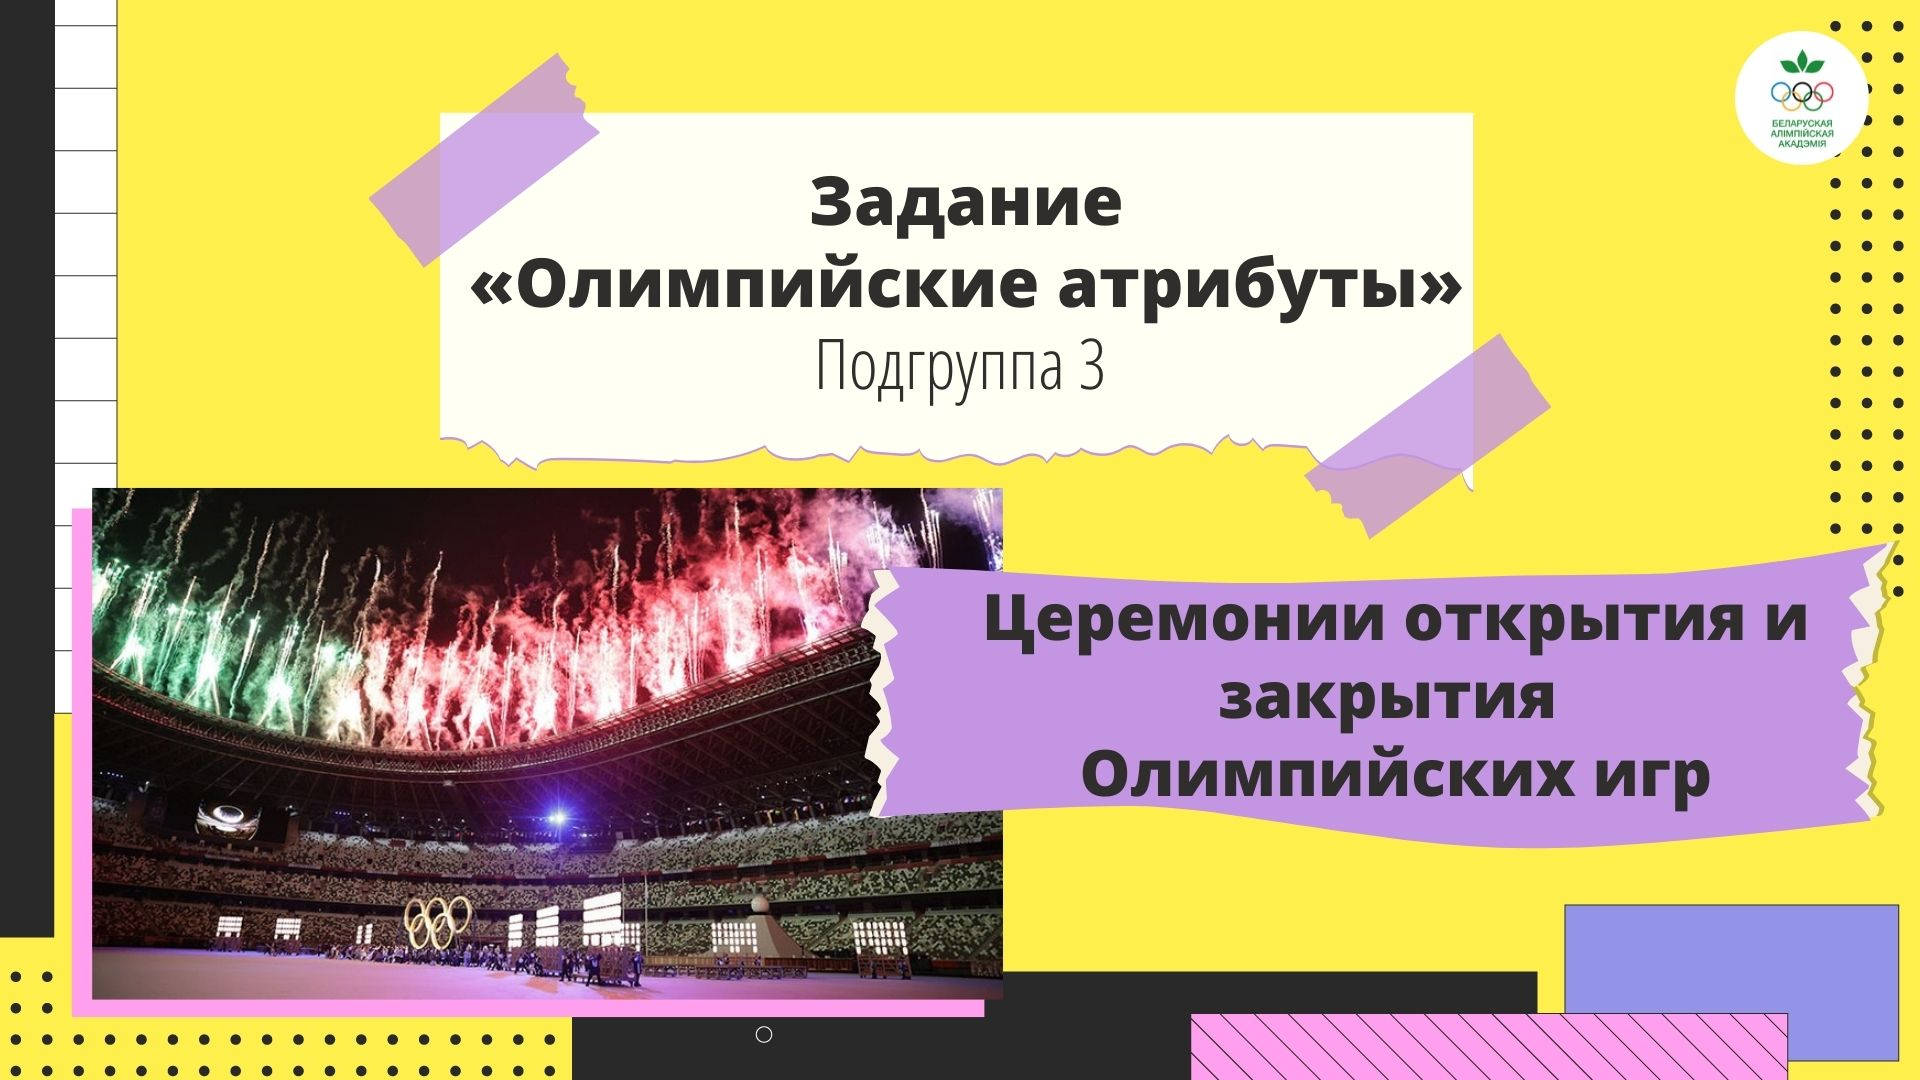 БЕЛАРУСКАЯ
АЛІМПІЙСКАЯ
АКАДЭМІЯ
Задание
«Олимпийские атрибуты»
Подгруппа 3
Церемонии открытия и
закрытия
Олимпийских игр